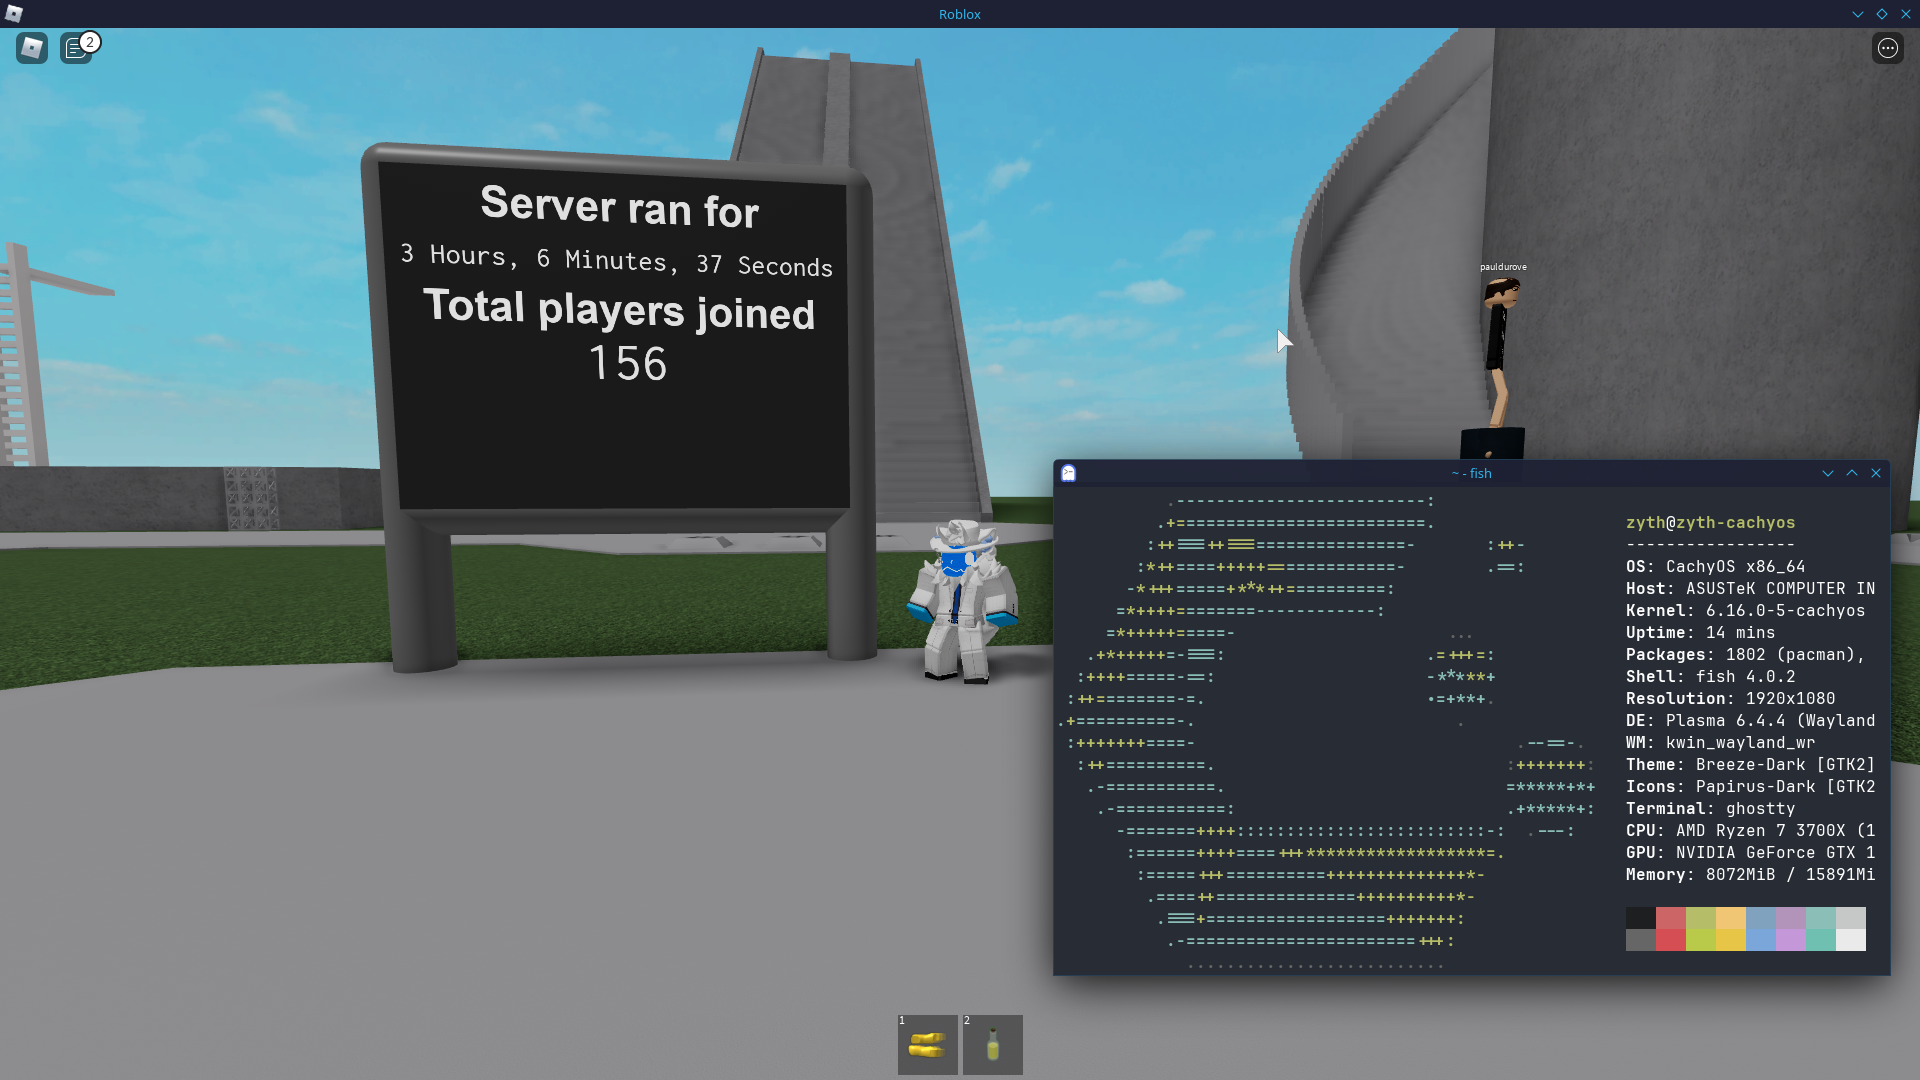 Roblox
2
Server ran for
3 Hours, 6 Minutes, 37 Seconds
Total players joined
156
pauldurove
~ - fish
zyth@zyth-cachyos
-----------------
OS: CachyOS x86_64
Host: ASUSTeK COMPUTER IN
Kernel: 6.16.0-5-cachyos
Uptime: 14 mins
Packages: 1802 (pacman),
Shell: fish 4.0.2
Resolution: 1920x1080
DE: Plasma 6.4.4 (Wayland
WM: kwin_wayland_wr
Theme: Breeze-Dark [GTK2]
Icons: Papirus-Dark [GTK2
Terminal: ghostty
CPU: AMD Ryzen 7 3700X (1
GPU: NVIDIA GeForce GTX 1
Memory: 8072MiB / 15891Mi
1
2